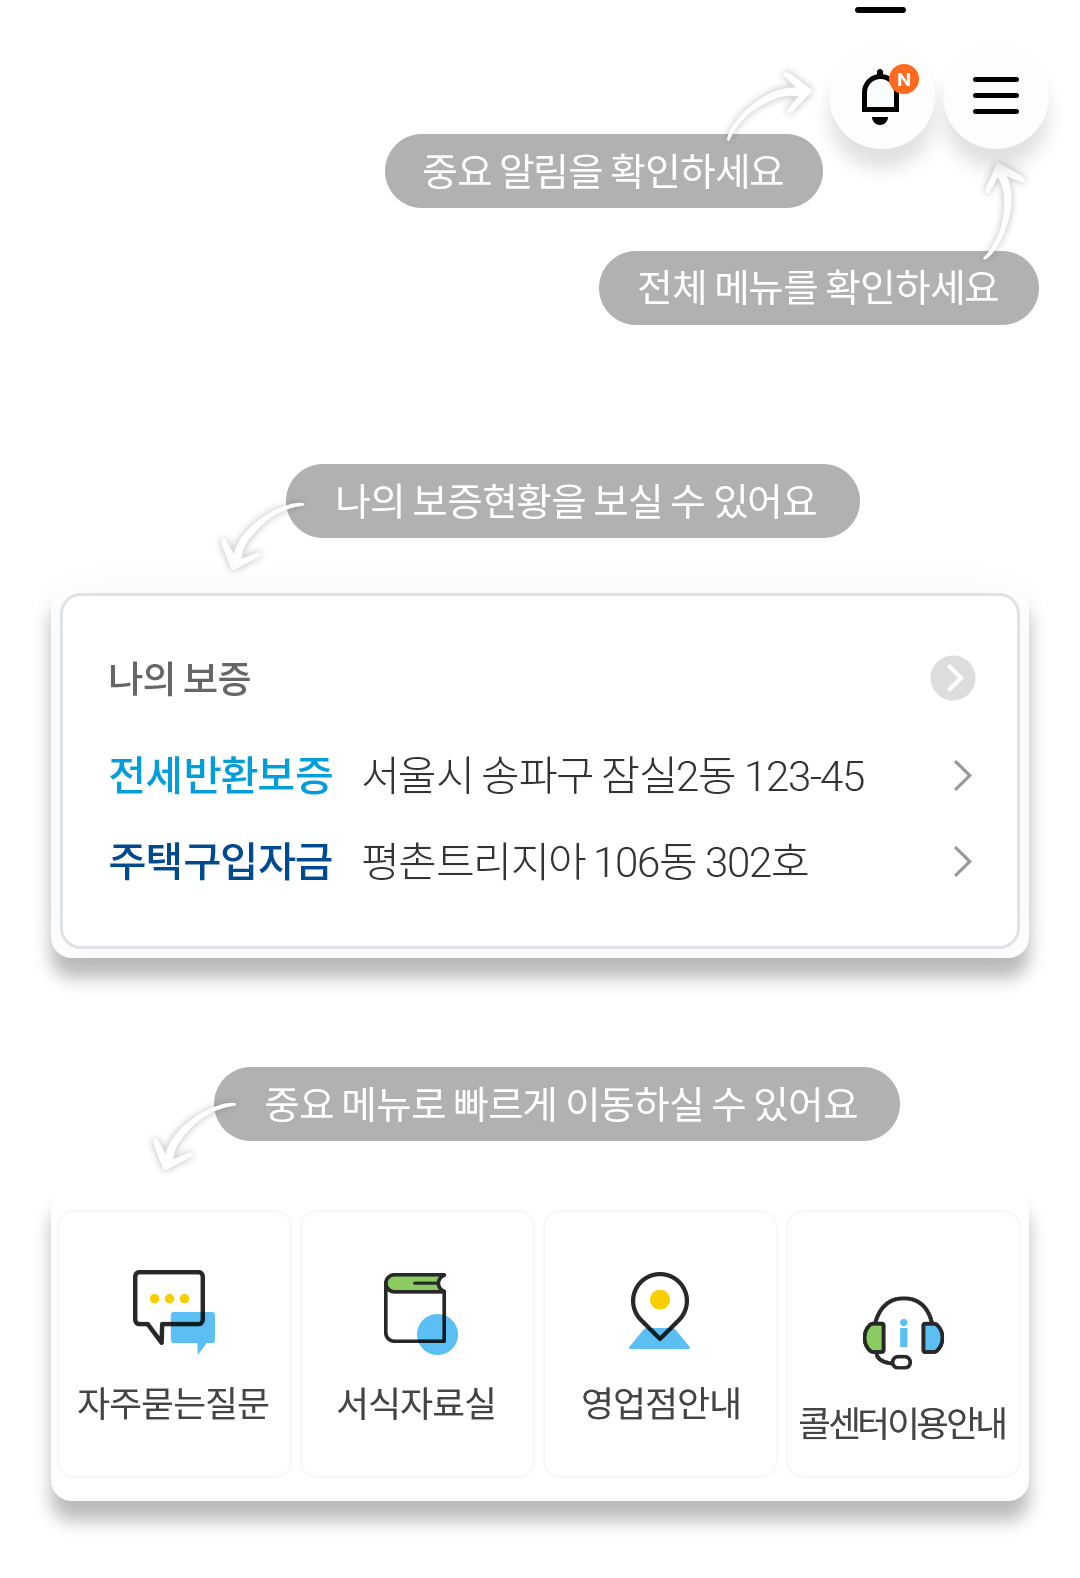 N
중요 알림을 확인하세요
전체 메뉴를 확인하세요
나의 보증현황을 보실 수 있어요
나의 보증
전세반환보증 서울시 송파구 잠실2동 123-45
주택구입자금 평촌트리지아 106동 302호
중요 메뉴로 빠르게 이동하실 수 있어요
자주묻는질문 서식자료실 영업점안내 콜센터이용안내